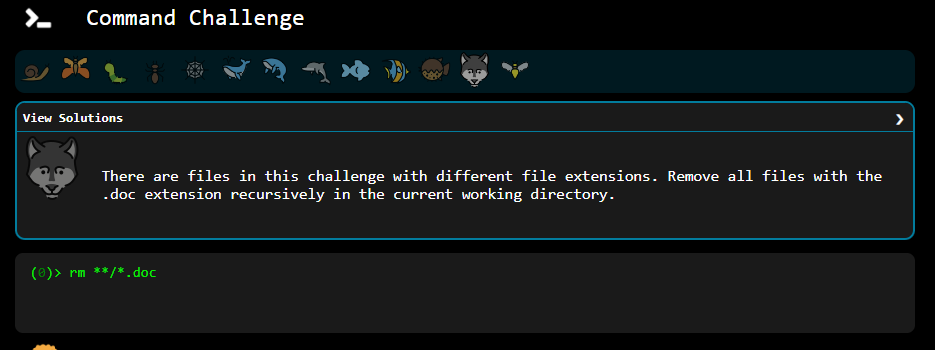 Command Challenge
View Solutions
There are files in this challenge with different file extensions. Remove all files with the
.doc extension recursively in the current working directory.
(0)> rm **/*.doc